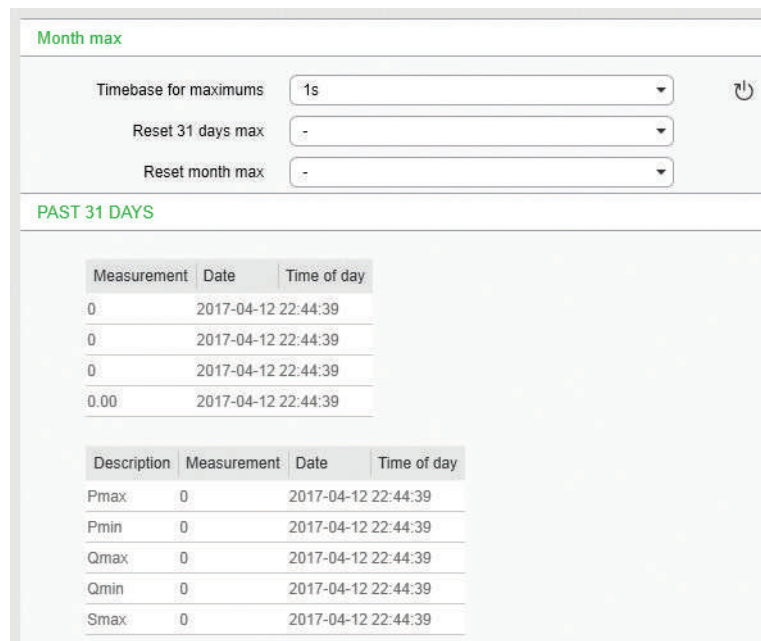 Month max
Timebase for maximums 1s
Reset 31 days max -
Reset month max -
PAST 31 DAYS
Measurement Date Time of day
0 2017-04-12 22:44:39
0 2017-04-12 22:44:39
0 2017-04-12 22:44:39
0.00 2017-04-12 22:44:39
Description Measurement Date Time of day
Pmax 0 2017-04-12 22:44:39
Pmin 0 2017-04-12 22:44:39
Qmax 0 2017-04-12 22:44:39
Qmin 0 2017-04-12 22:44:39
Smax 0 2017-04-12 22:44:39